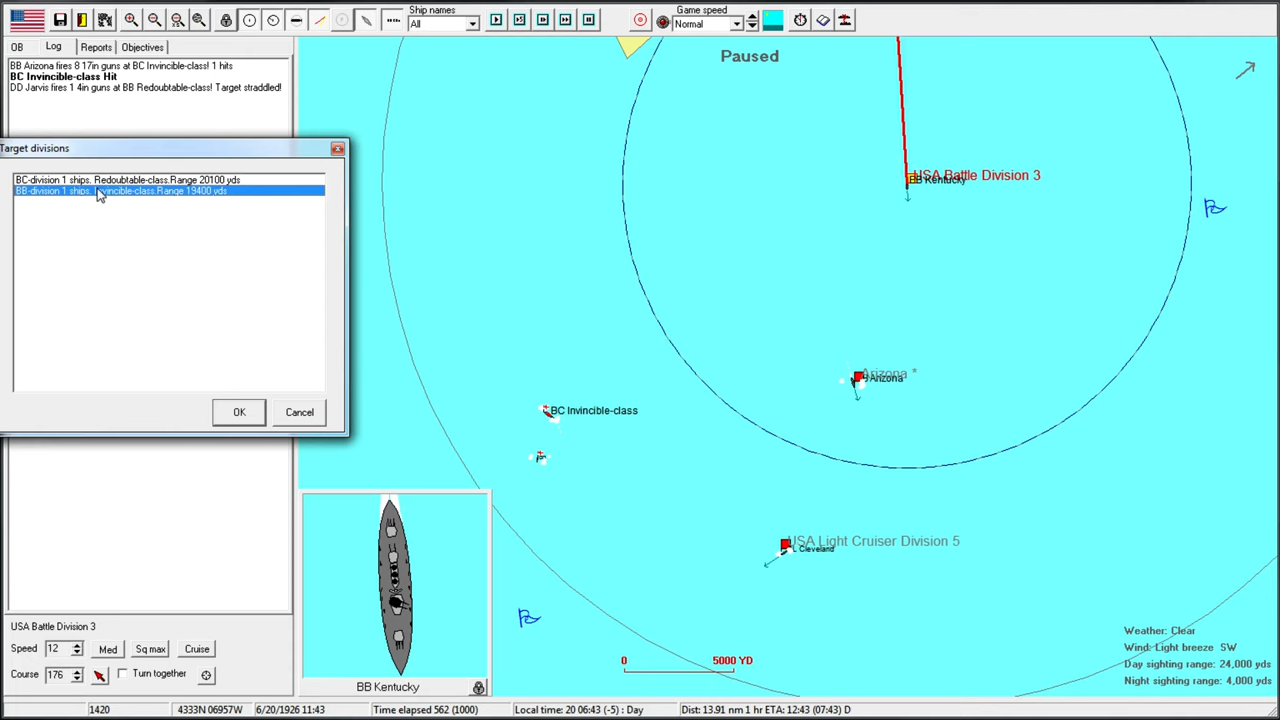 Ship names
Game speed
All
Normal
OB Log Reports Objectives
BB Arizona fires 8 17in guns at BC Invincible-class! 1 hits
BC Invincible-class Hit
DD Jarvis fires 1 4in guns at BB Redoubtable-class! Target straddled!
Paused
Target divisions
BC-division 1 ships. Redoubtable-class.Range 20100 yds
BB-division 1 ships. Invincible-class.Range 19400 yds
OK Cancel
USA Battle Division 3
BB Kentucky
Arizona *
Arizona
BC Invincible-class
USA Light Cruiser Division 5
L Cleveland
BB Kentucky
USA Battle Division 3
Speed 12 Med Sq max Cruise
Course 176 Turn together
0 5000 YD
Weather: Clear
Wind: Light breeze SW
Day sighting range: 24,000 yds
Night sighting range: 4,000 yds
1420 4333N 06957W 6/20/1926 11:43 Time elapsed 562 (1000) Local time: 20 06:43 (-5) : Day Dist: 13.91 nm 1 hr ETA: 12:43 (07:43) D